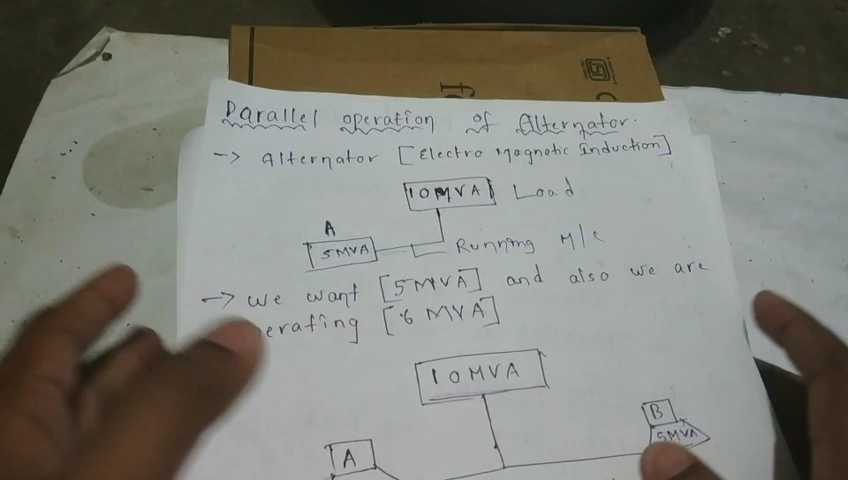 Parallel operation of Alternator.
-> Alternator [Electro Magnetic Induction]
10MVA Load
A
5MVA Running M/C
-> We want [5MVA] and also we are
erating [6 MVA]
10MVA
B
5MVA
A